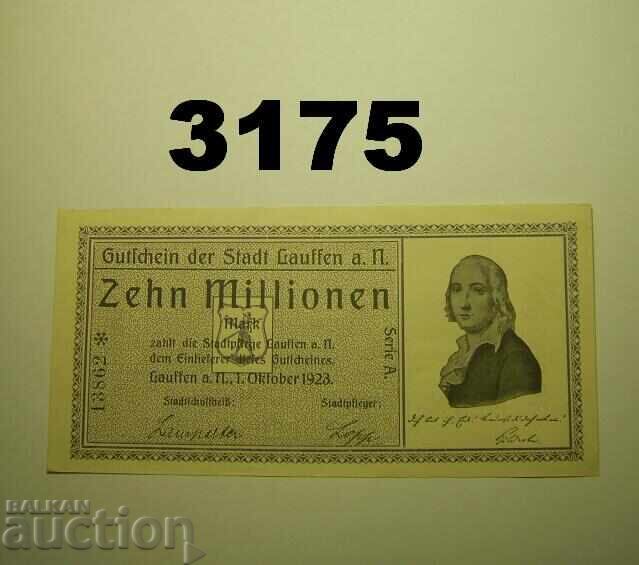 3175
Gutschein der Stadt Lauffen a. N.
Zehn Millionen
Mark
zahlt die Stadtpflege Lauffen a. N.
dem Einlieferer dieses Gutscheines.
Lauffen a. N., 1. Oktober 1923.
Stadtschultheiß: Stadtpfleger:
13862 *
Serie A.
BALKAN
auction